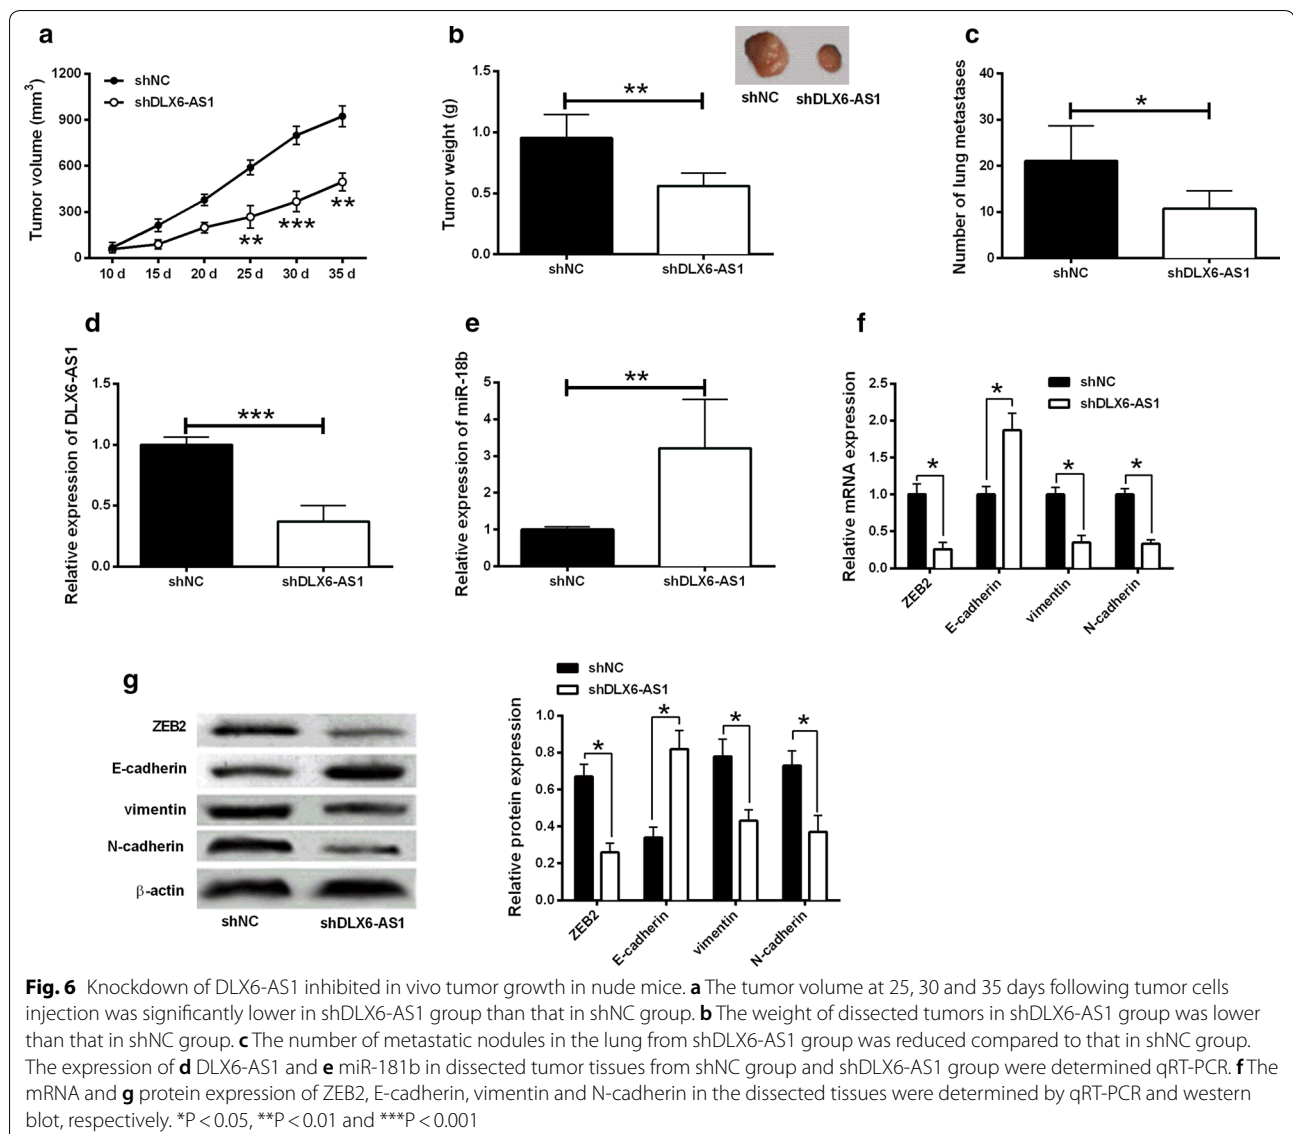 a
Tumor volume (mm3)
1200
900
600
300
0
shNC
shDLX6-AS1
**
***
**
10 d 15 d 20 d 25 d 30 d 35 d
b
Tumor weight (g)
1.5
1.0
0.5
0.0
**
shNC shDLX6-AS1
shNC shDLX6-AS1
c
Number of lung metastases
40
30
20
10
0
*
shNC shDLX6-AS1
d
Relative expression of DLX6-AS1
1.5
1.0
0.5
0.0
***
shNC shDLX6-AS1
e
Relative expression of miR-18b
5
4
3
2
1
0
**
shNC shDLX6-AS1
f
Relative mRNA expression
2.5
2.0
1.5
1.0
0.5
0.0
shNC
shDLX6-AS1
* * * *
ZEB2 E-cadherin vimentin N-cadherin
g
ZEB2
E-cadherin
vimentin
N-cadherin
β-actin
shNC shDLX6-AS1
shNC
shDLX6-AS1
Relative protein expression
1.0
0.8
0.6
0.4
0.2
0.0
* * * *
ZEB2 E-cadherin vimentin N-cadherin
Fig. 6 Knockdown of DLX6-AS1 inhibited in vivo tumor growth in nude mice. a The tumor volume at 25, 30 and 35 days following tumor cells
injection was significantly lower in shDLX6-AS1 group than that in shNC group. b The weight of dissected tumors in shDLX6-AS1 group was lower
than that in shNC group. c The number of metastatic nodules in the lung from shDLX6-AS1 group was reduced compared to that in shNC group.
The expression of d DLX6-AS1 and e miR-181b in dissected tumor tissues from shNC group and shDLX6-AS1 group were determined qRT-PCR. f The
mRNA and g protein expression of ZEB2, E-cadherin, vimentin and N-cadherin in the dissected tissues were determined by qRT-PCR and western
blot, respectively. *P < 0.05, **P < 0.01 and ***P < 0.001